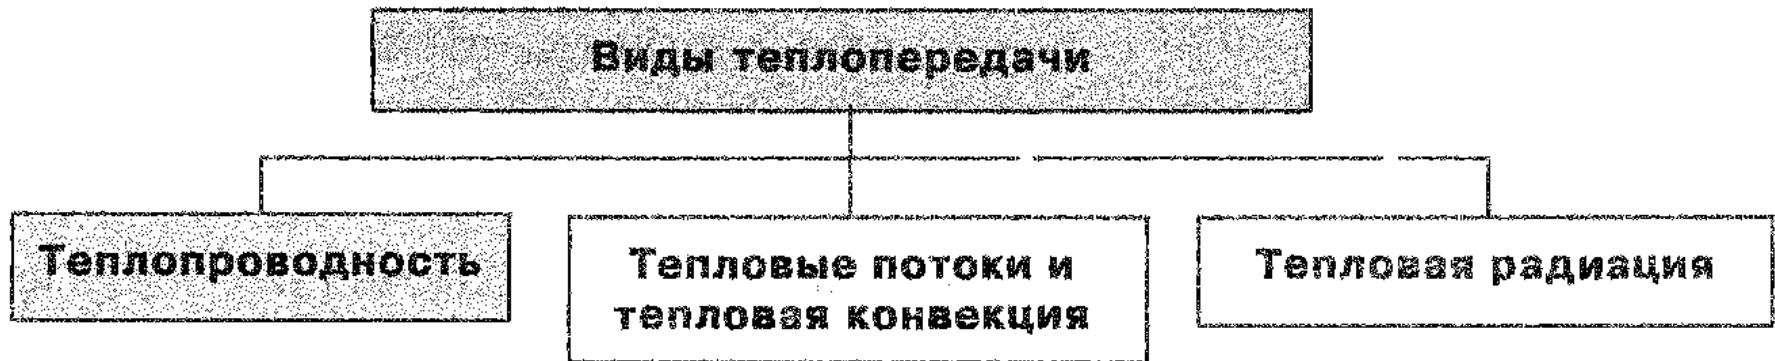 Виды теплопередачи
Теплопроводность
Тепловые потоки и
тепловая конвекция
Тепловая радиация